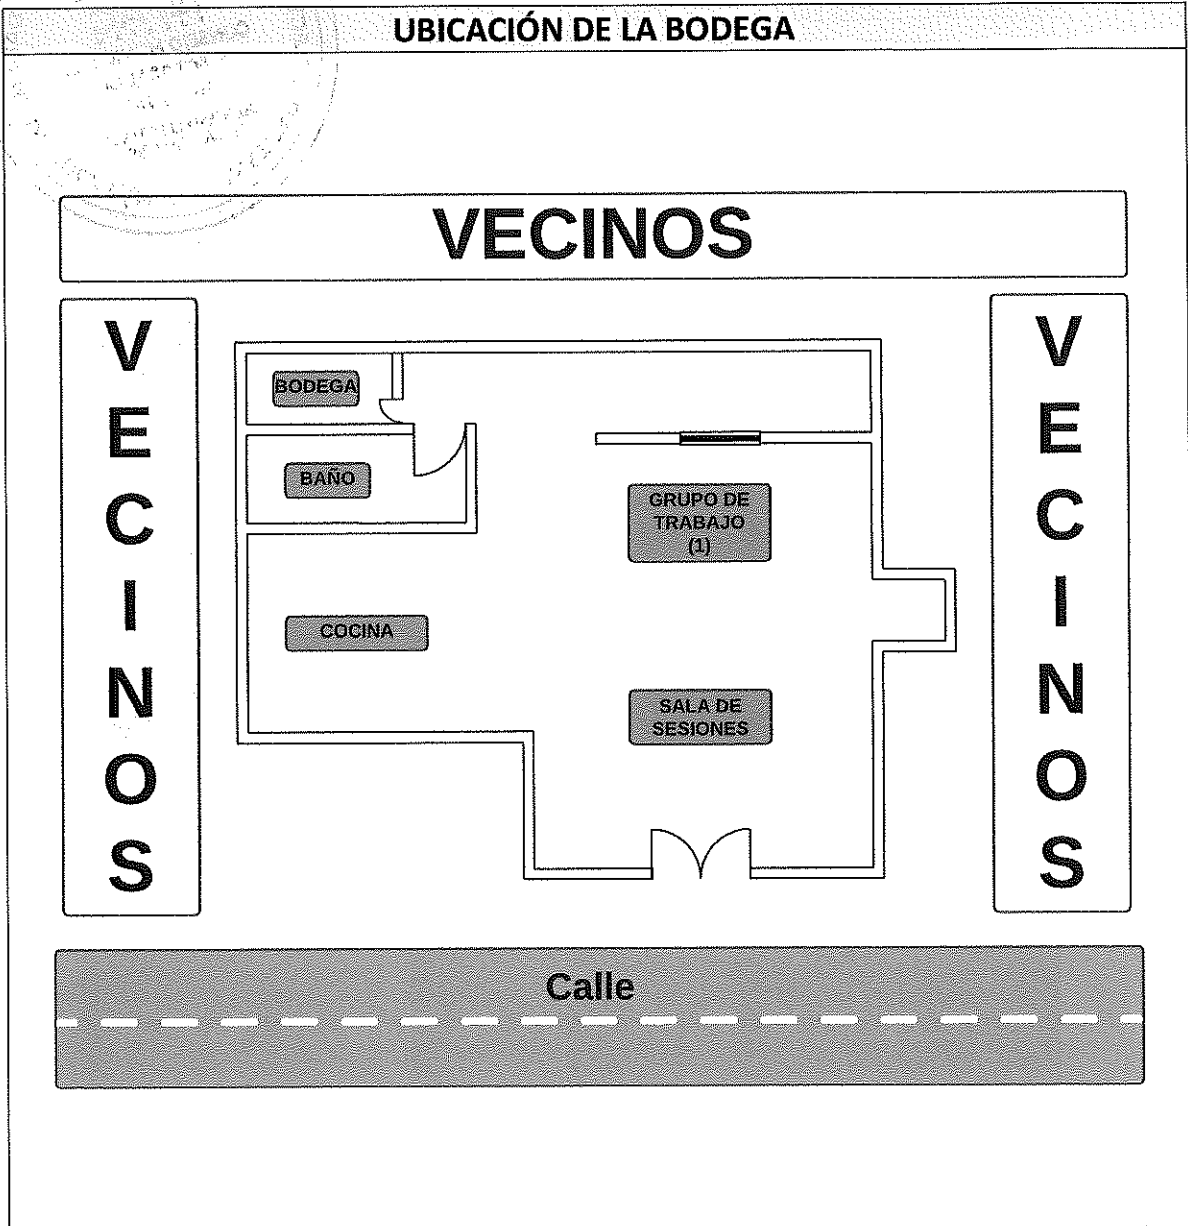 UBICACIÓN DE LA BODEGA
VECINOS
V
E
C
I
N
O
S
BODEGA
BAÑO
COCINA
GRUPO DE
TRABAJO
(1)
SALA DE
SESIONES
V
E
C
I
N
O
S
Calle